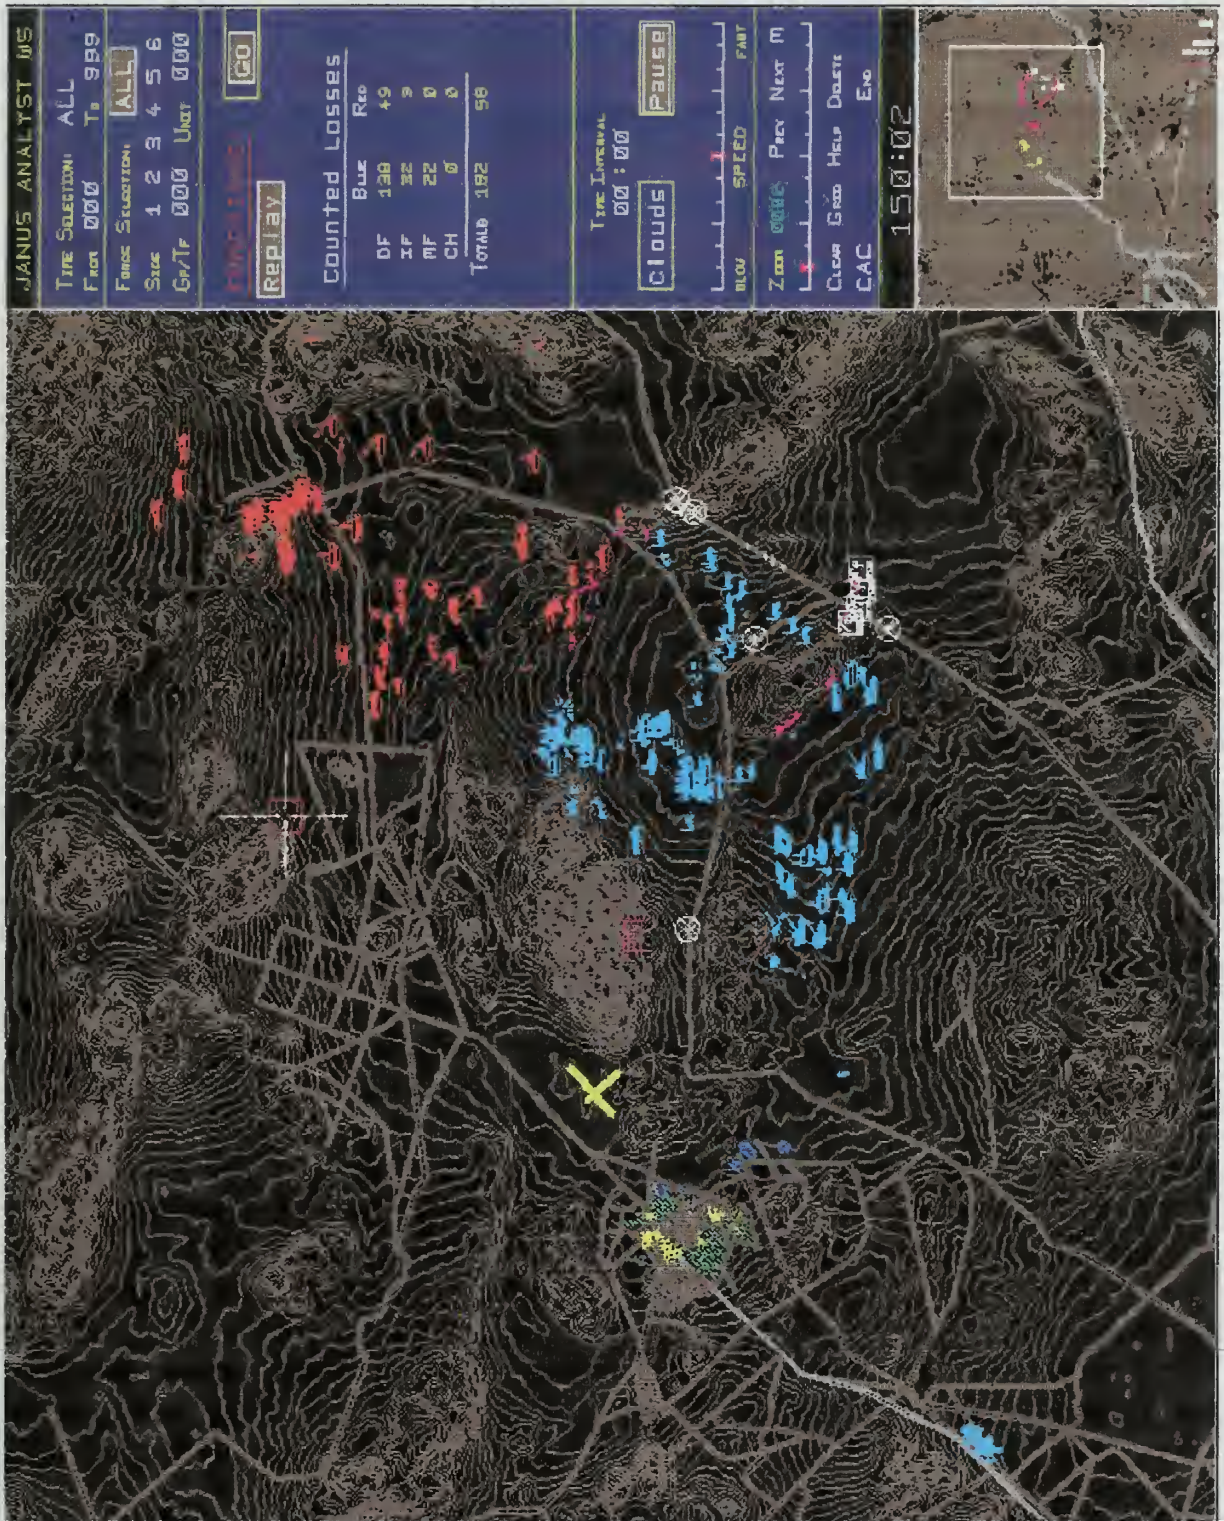 JANUS ANALYST WS
TIME SELECTION: ALL
FROM 000 TO 999
FORCE SELECTION: ALL
SIDE 1 2 3 4 5 6
GP/TF 000 UNIT 000
GO
Replay
Counted Losses
BLUE RED
DF 138 49
IF 32 9
MF 22 0
CH 0 0
TOTALS 192 58
TIME INTERVAL
00:00
Clouds Pause
SLOW SPEED FAST
ZOOM PREV NEXT M
CLEAR GRID HELP DELETE
CAC END
150:02